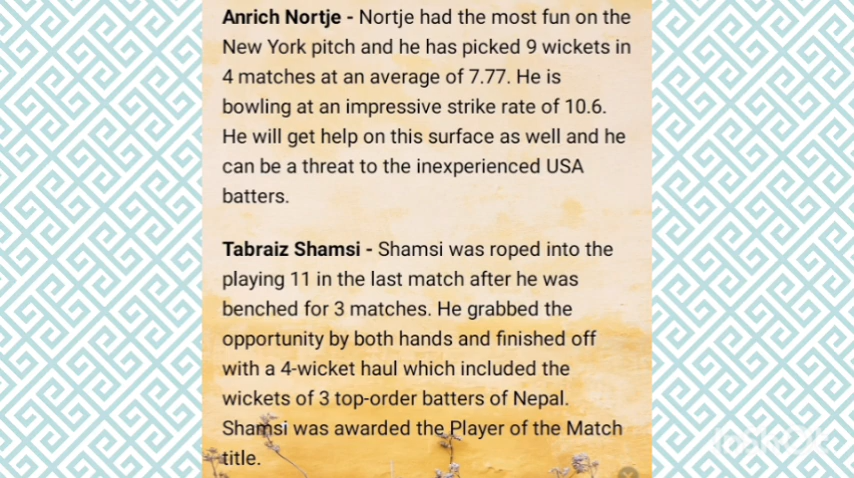 Anrich Nortje - Nortje had the most fun on the
New York pitch and he has picked 9 wickets in
4 matches at an average of 7.77. He is
bowling at an impressive strike rate of 10.6.
He will get help on this surface as well and he
can be a threat to the inexperienced USA
batters.
Tabraiz Shamsi - Shamsi was roped into the
playing 11 in the last match after he was
benched for 3 matches. He grabbed the
opportunity by both hands and finished off
with a 4-wicket haul which included the
wickets of 3 top-order batters of Nepal.
Shamsi was awarded the Player of the Match
title.